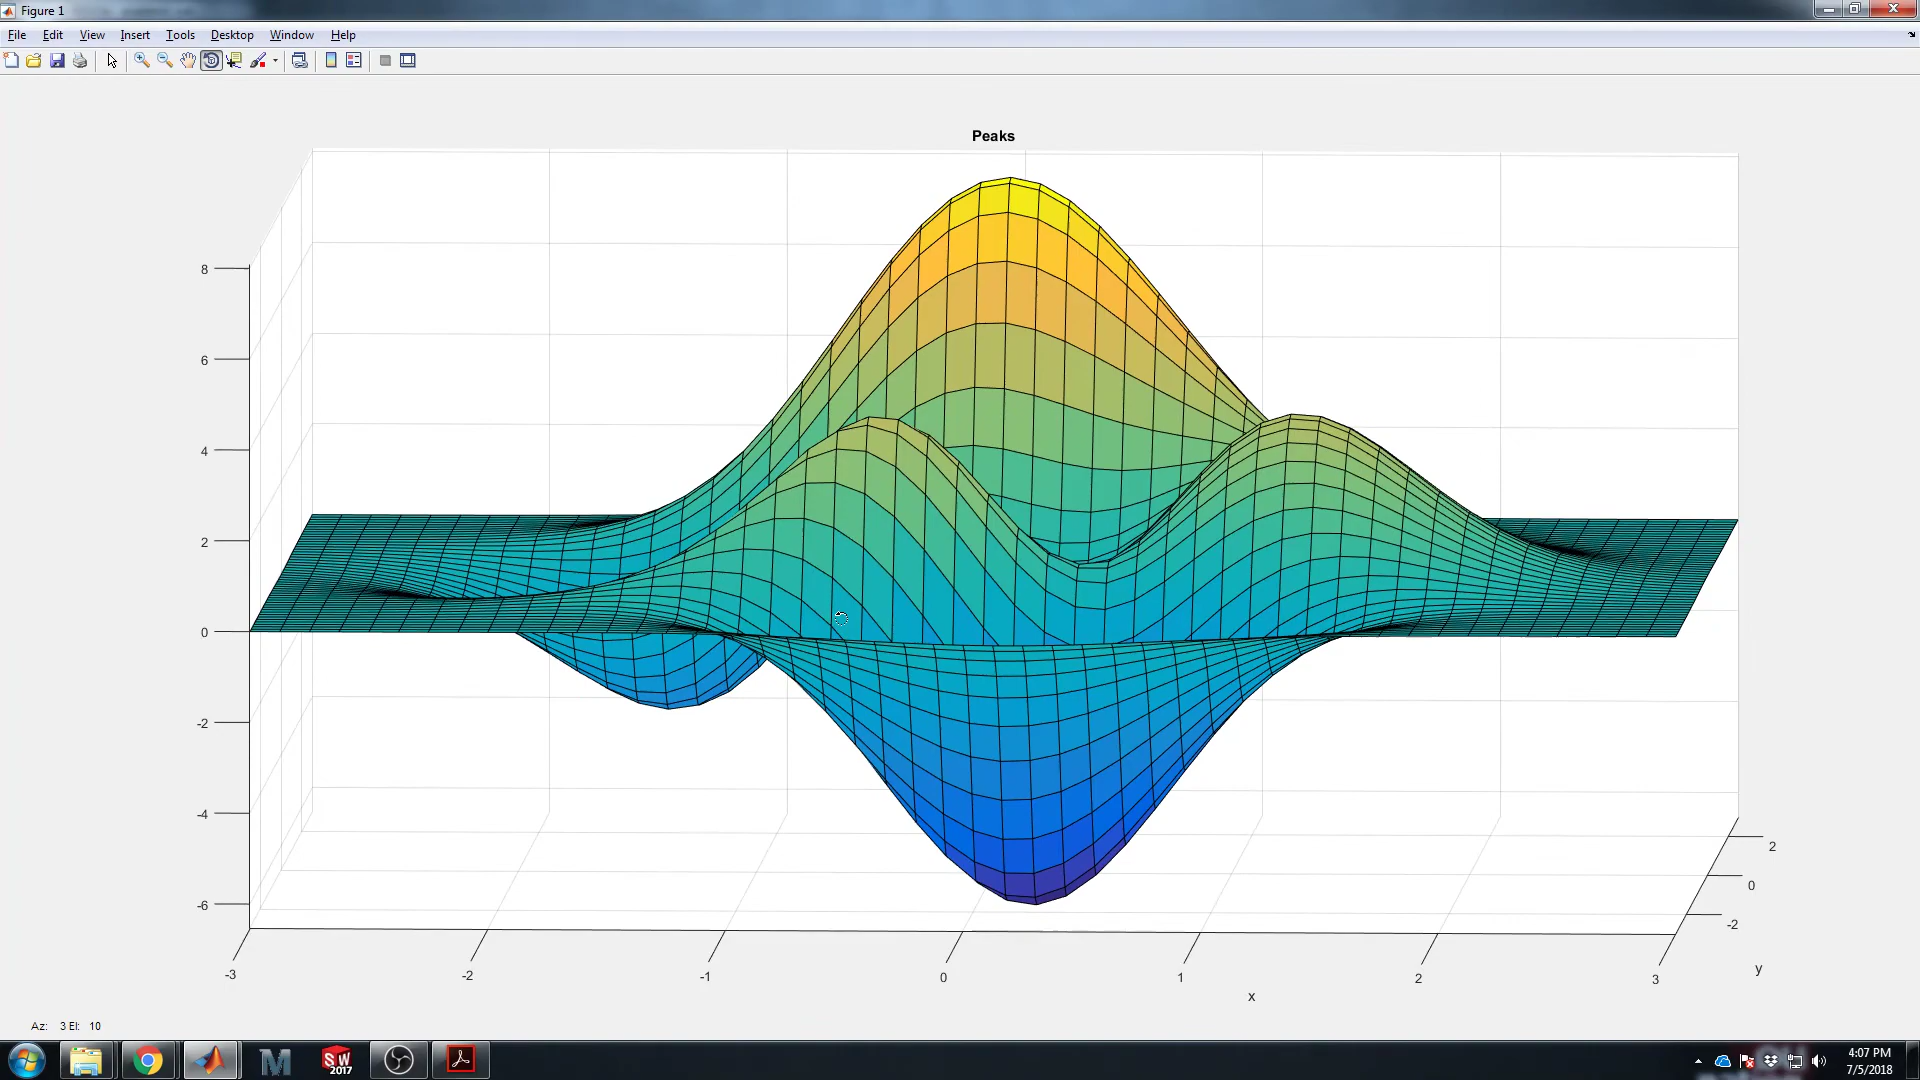 Figure 1
File Edit View Insert Tools Desktop Window Help
Peaks
8
6
4
2
0
-2
-4
-6
-3 -2 -1 0 1 2 3
x
2
0
-2
y
Az: 3 El: 10
M
SW
2017
4:07 PM
7/5/2018